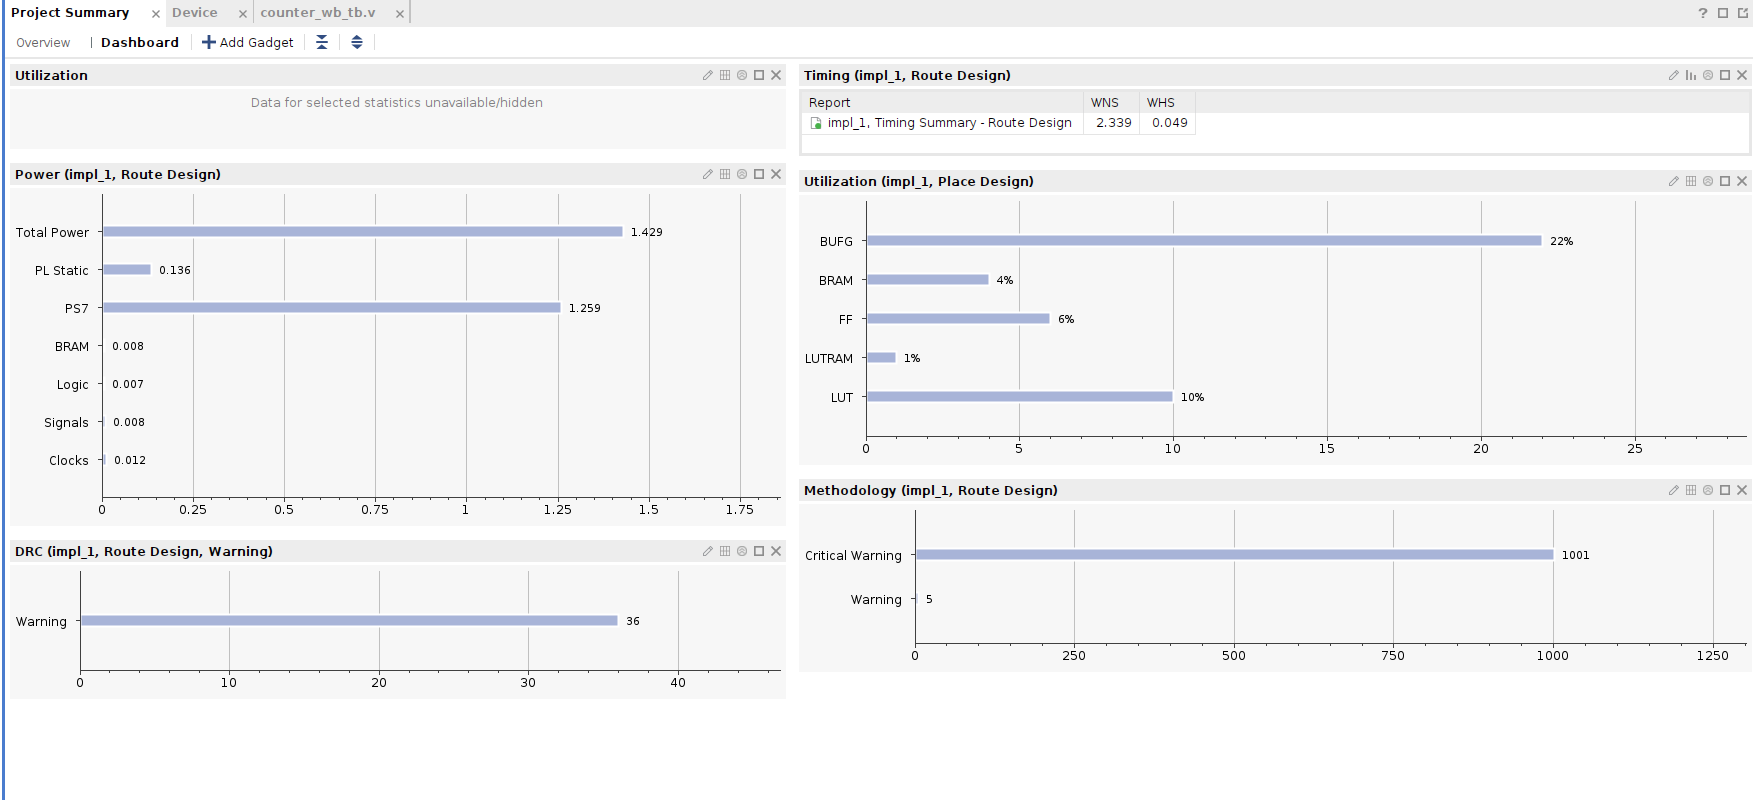 Project Summary Device counter_wb_tb.v ?
Overview | Dashboard Add Gadget
Utilization
Data for selected statistics unavailable/hidden
Power (impl_1, Route Design)
Total Power 1.429
PL Static 0.136
PS7 1.259
BRAM 0.008
Logic 0.007
Signals 0.008
Clocks 0.012
0 0.25 0.5 0.75 1 1.25 1.5 1.75
DRC (impl_1, Route Design, Warning)
Warning 36
0 10 20 30 40
Timing (impl_1, Route Design)
Report WNS WHS
impl_1, Timing Summary - Route Design 2.339 0.049
Utilization (impl_1, Place Design)
BUFG 22%
BRAM 4%
FF 6%
LUTRAM 1%
LUT 10%
0 5 10 15 20 25
Methodology (impl_1, Route Design)
Critical Warning 1001
Warning 5
0 250 500 750 1000 1250